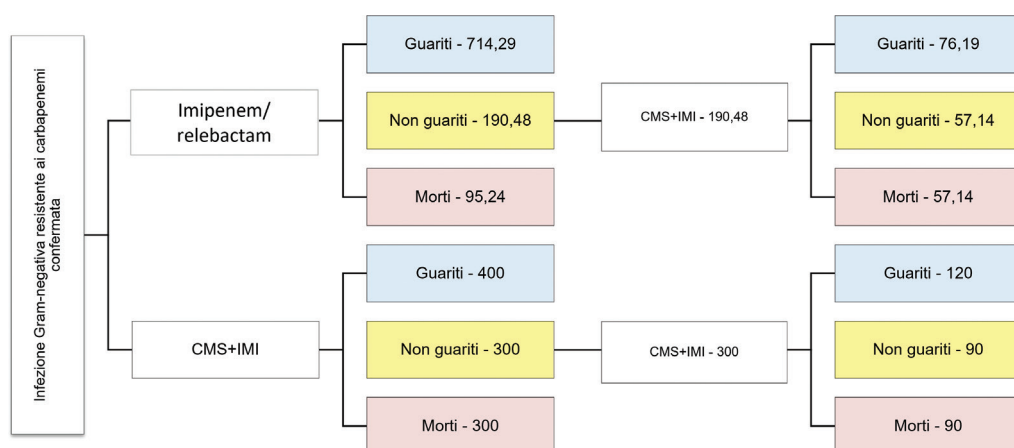 Infezione Gram-negativa resistente ai carbapenemi
confermata
Imipenem/
relebactam
Guariti - 714,29
Non guariti - 190,48
Morti - 95,24
CMS+IMI - 190,48
Guariti - 76,19
Non guariti - 57,14
Morti - 57,14
CMS+IMI
Guariti - 400
Non guariti - 300
Morti - 300
CMS+IMI - 300
Guariti - 120
Non guariti - 90
Morti - 90